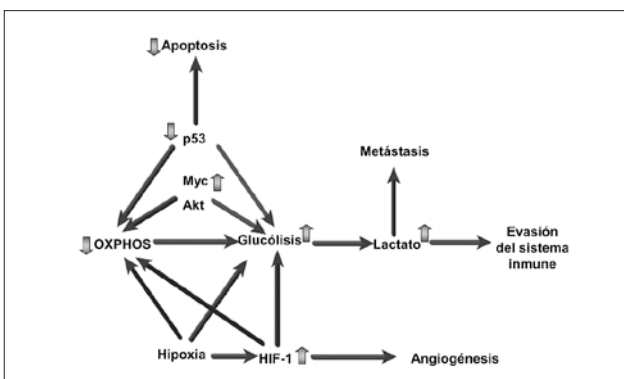 Apoptosis
p53
Myc
Akt
Metástasis
OXPHOS
Glucólisis
Lactato
Evasión
del sistema
inmune
Hipoxia
HIF-1
Angiogénesis